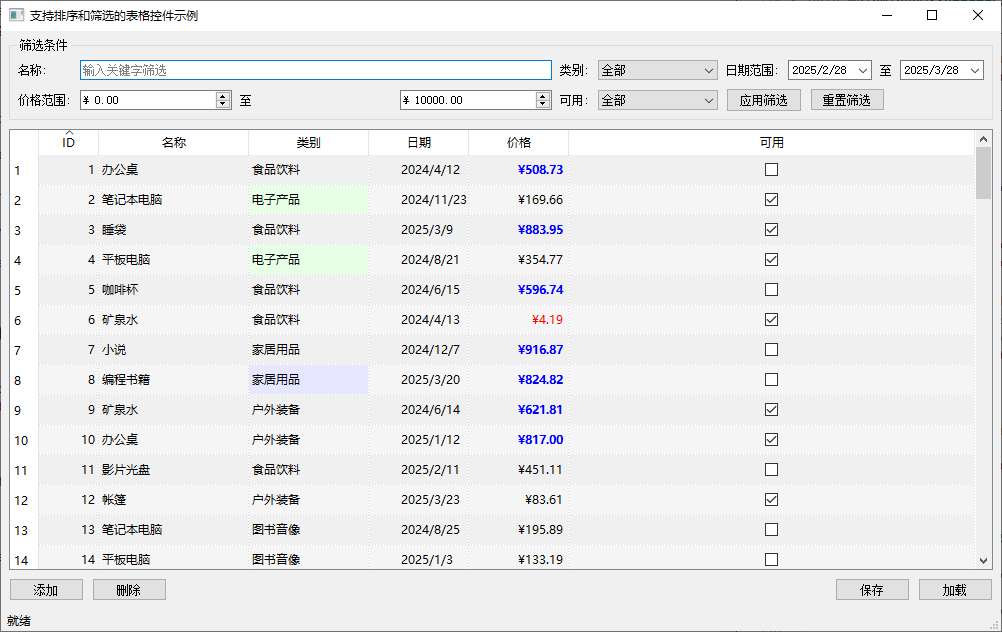 支持排序和筛选的表格控件示例
筛选条件
名称: 输入关键字筛选 类别: 全部 日期范围: 2025/2/28 至 2025/3/28
价格范围: ¥ 0.00 至 ¥ 10000.00 可用: 全部 应用筛选 重置筛选
ID 名称 类别 日期 价格 可用
1 1 办公桌 食品饮料 2024/4/12 ¥508.73
2 2 笔记本电脑 电子产品 2024/11/23 ¥169.66
3 3 睡袋 食品饮料 2025/3/9 ¥883.95
4 4 平板电脑 电子产品 2024/8/21 ¥354.77
5 5 咖啡杯 食品饮料 2024/6/15 ¥596.74
6 6 矿泉水 食品饮料 2024/4/13 ¥4.19
7 7 小说 家居用品 2024/12/7 ¥916.87
8 8 编程书籍 家居用品 2025/3/20 ¥824.82
9 9 矿泉水 户外装备 2024/6/14 ¥621.81
10 10 办公桌 户外装备 2025/1/12 ¥817.00
11 11 影片光盘 食品饮料 2025/2/11 ¥451.11
12 12 帐篷 户外装备 2025/3/23 ¥83.61
13 13 笔记本电脑 图书音像 2024/8/25 ¥195.89
14 14 平板电脑 图书音像 2025/1/3 ¥133.19
添加 删除 保存 加载
就绪